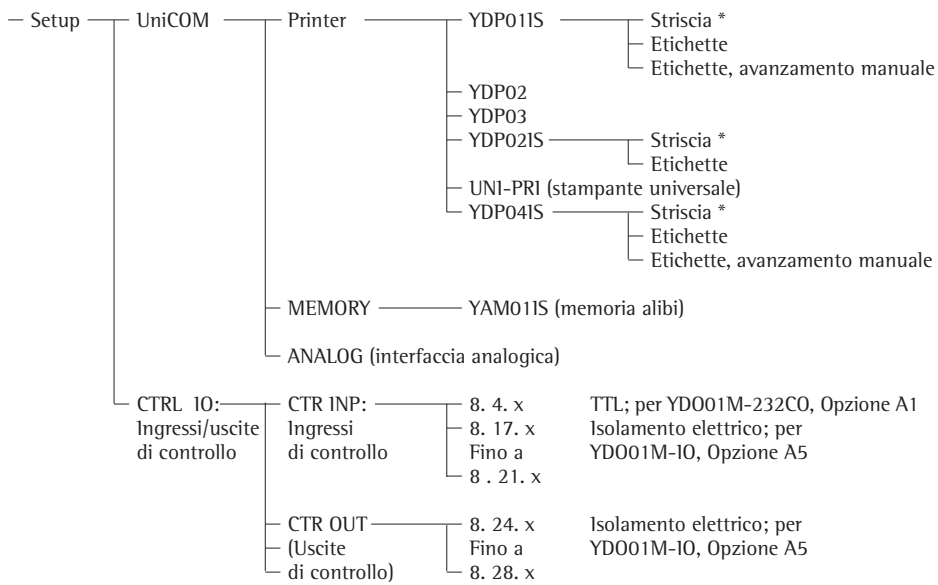 Setup UniCOM Printer YDP01IS Striscia *
Etichette
Etichette, avanzamento manuale
YDP02
YDP03
YDP02IS Striscia *
Etichette
UNI-PRI (stampante universale)
YDP04IS Striscia *
Etichette
Etichette, avanzamento manuale
MEMORY YAM01IS (memoria alibi)
ANALOG (interfaccia analogica)
CTRL IO: CTR INP: 8. 4. x TTL; per YDO01M-232CO, Opzione A1
Ingressi/uscite Ingressi 8. 17. x Isolamento elettrico; per
di controllo di controllo Fino a YDO01M-IO, Opzione A5
8 . 21. x
CTR OUT 8. 24. x Isolamento elettrico; per
(Uscite Fino a YDO01M-IO, Opzione A5
di controllo) 8. 28. x